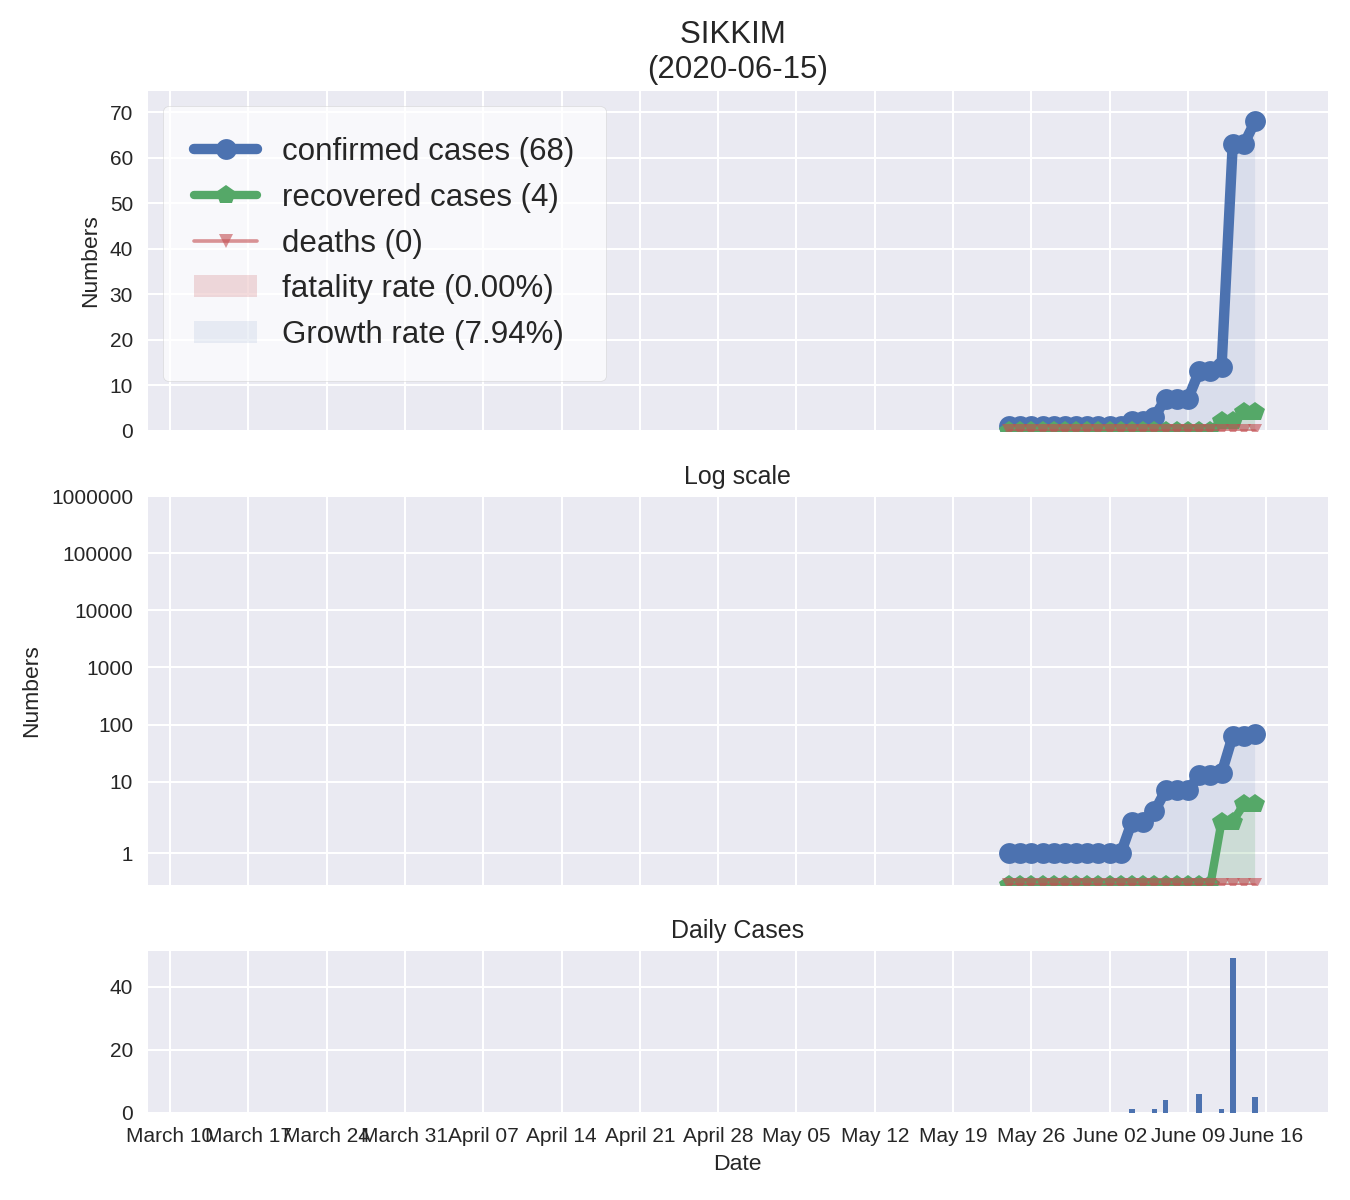 SIKKIM
(2020-06-15)
70
60
50
40
30
20
10
0
Numbers
confirmed cases (68)
recovered cases (4)
deaths (0)
fatality rate (0.00%)
Growth rate (7.94%)
Log scale
1000000
100000
10000
1000
100
10
1
Numbers
Daily Cases
40
20
0
March 10 March 17 March 24 March 31 April 07 April 14 April 21 April 28 May 05 May 12 May 19 May 26 June 02 June 09 June 16
Date